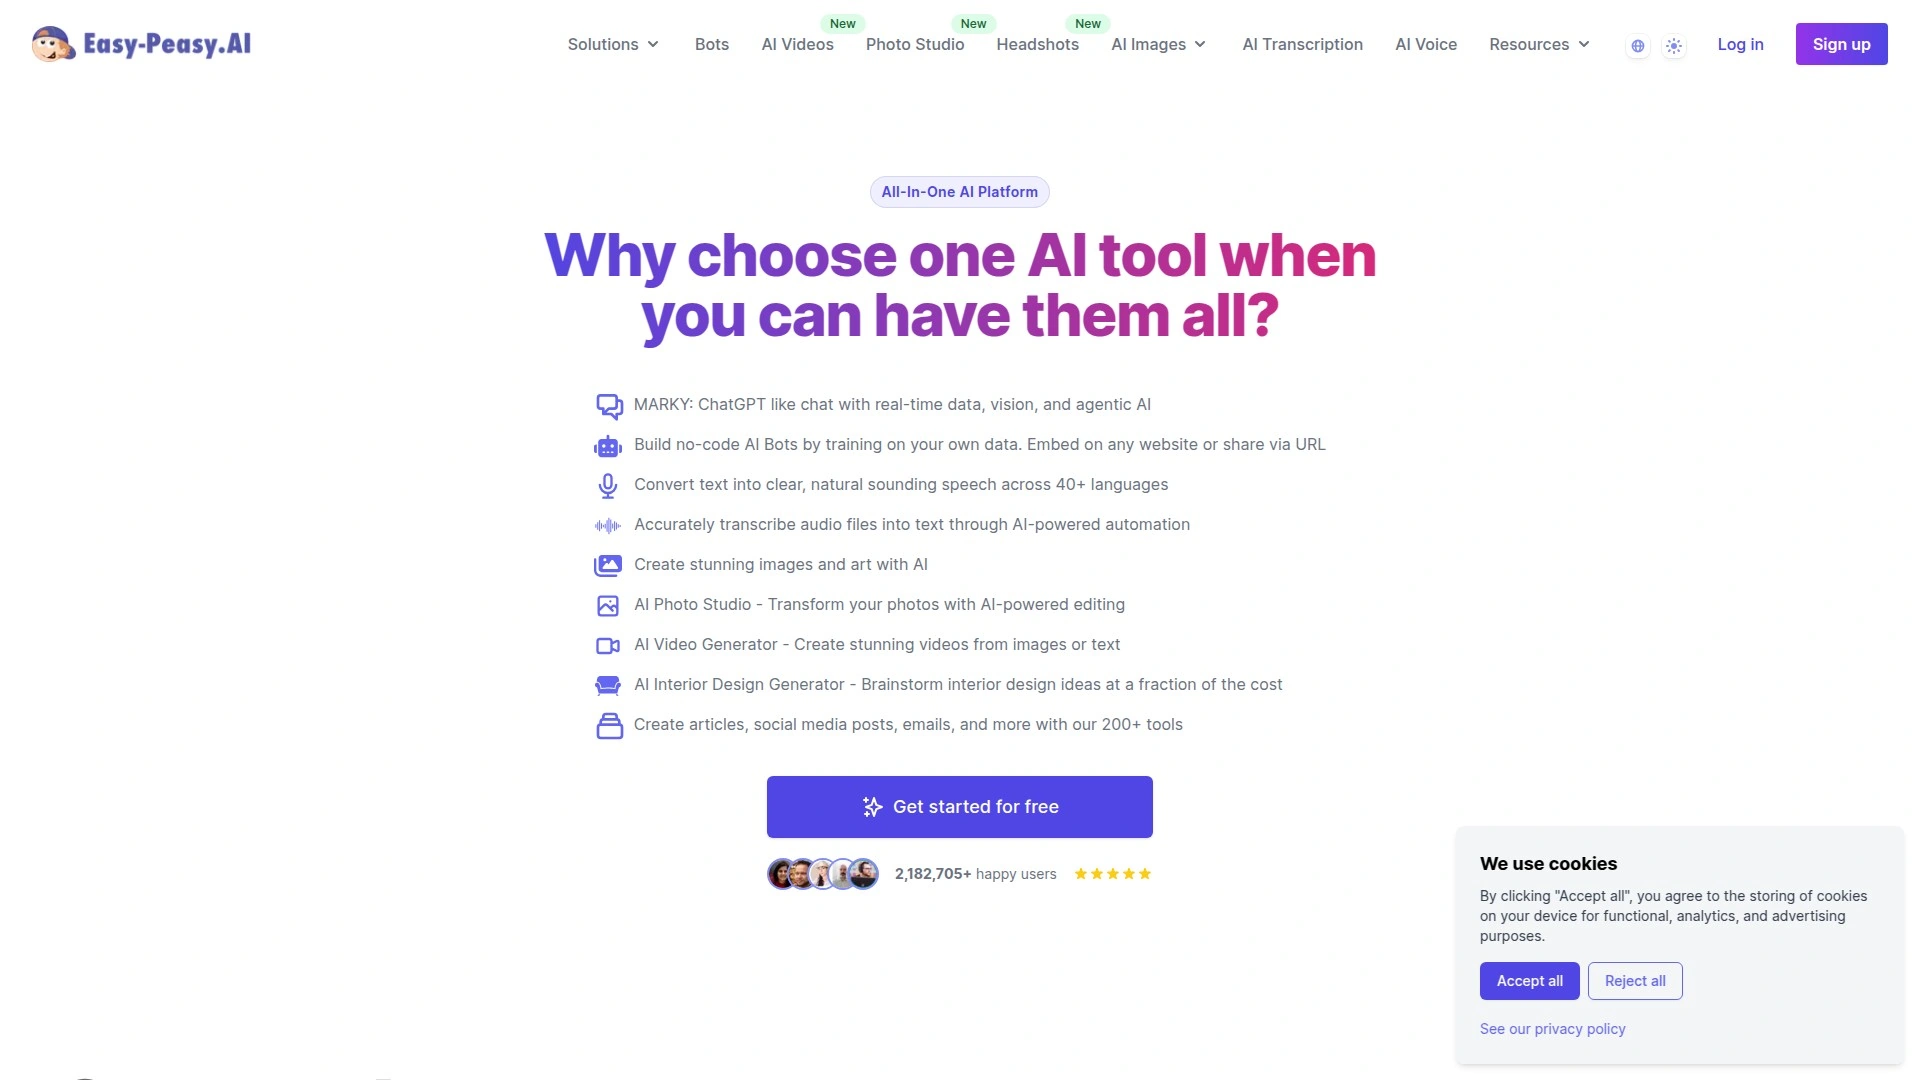 Easy-Peasy.AI
Solutions
Bots
New
AI Videos
New
Photo Studio
New
Headshots
AI Images
AI Transcription
AI Voice
Resources
Log in
Sign up
All-In-One AI Platform
Why choose one AI tool when
you can have them all?
MARKY: ChatGPT like chat with real-time data, vision, and agentic AI
Build no-code AI Bots by training on your own data. Embed on any website or share via URL
Convert text into clear, natural sounding speech across 40+ languages
Accurately transcribe audio files into text through AI-powered automation
Create stunning images and art with AI
AI Photo Studio - Transform your photos with AI-powered editing
AI Video Generator - Create stunning videos from images or text
AI Interior Design Generator - Brainstorm interior design ideas at a fraction of the cost
Create articles, social media posts, emails, and more with our 200+ tools
Get started for free
2,182,705+ happy users
We use cookies
By clicking "Accept all", you agree to the storing of cookies
on your device for functional, analytics, and advertising
purposes.
Accept all
Reject all
See our privacy policy